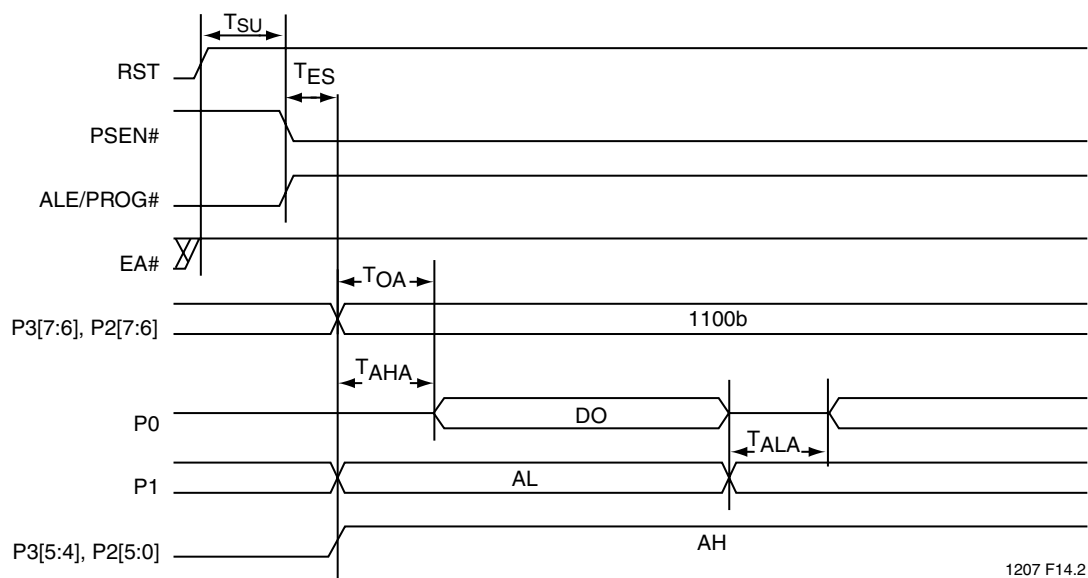 TSU
RST
TES
PSEN#
ALE/PROG#
EA#
TOA
P3[7:6], P2[7:6]
1100b
TAHA
P0
DO
TALA
P1
AL
P3[5:4], P2[5:0]
AH
1207 F14.2